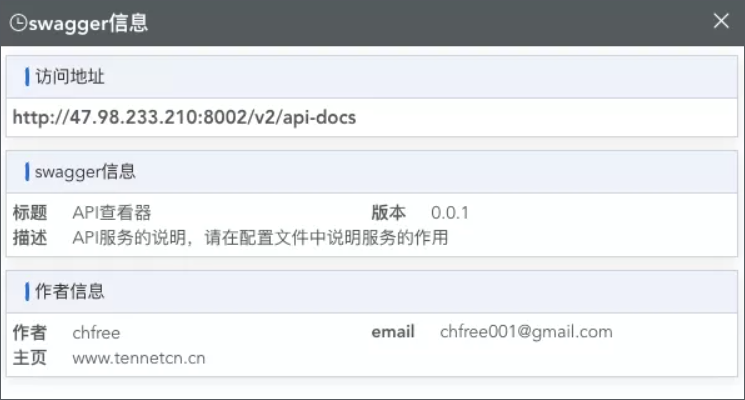 swagger信息
访问地址
http://47.98.233.210:8002/v2/api-docs
swagger信息
标题 API查看器 版本 0.0.1
描述 API服务的说明，请在配置文件中说明服务的作用
作者信息
作者 chfree email chfree001@gmail.com
主页 www.tennetcn.cn